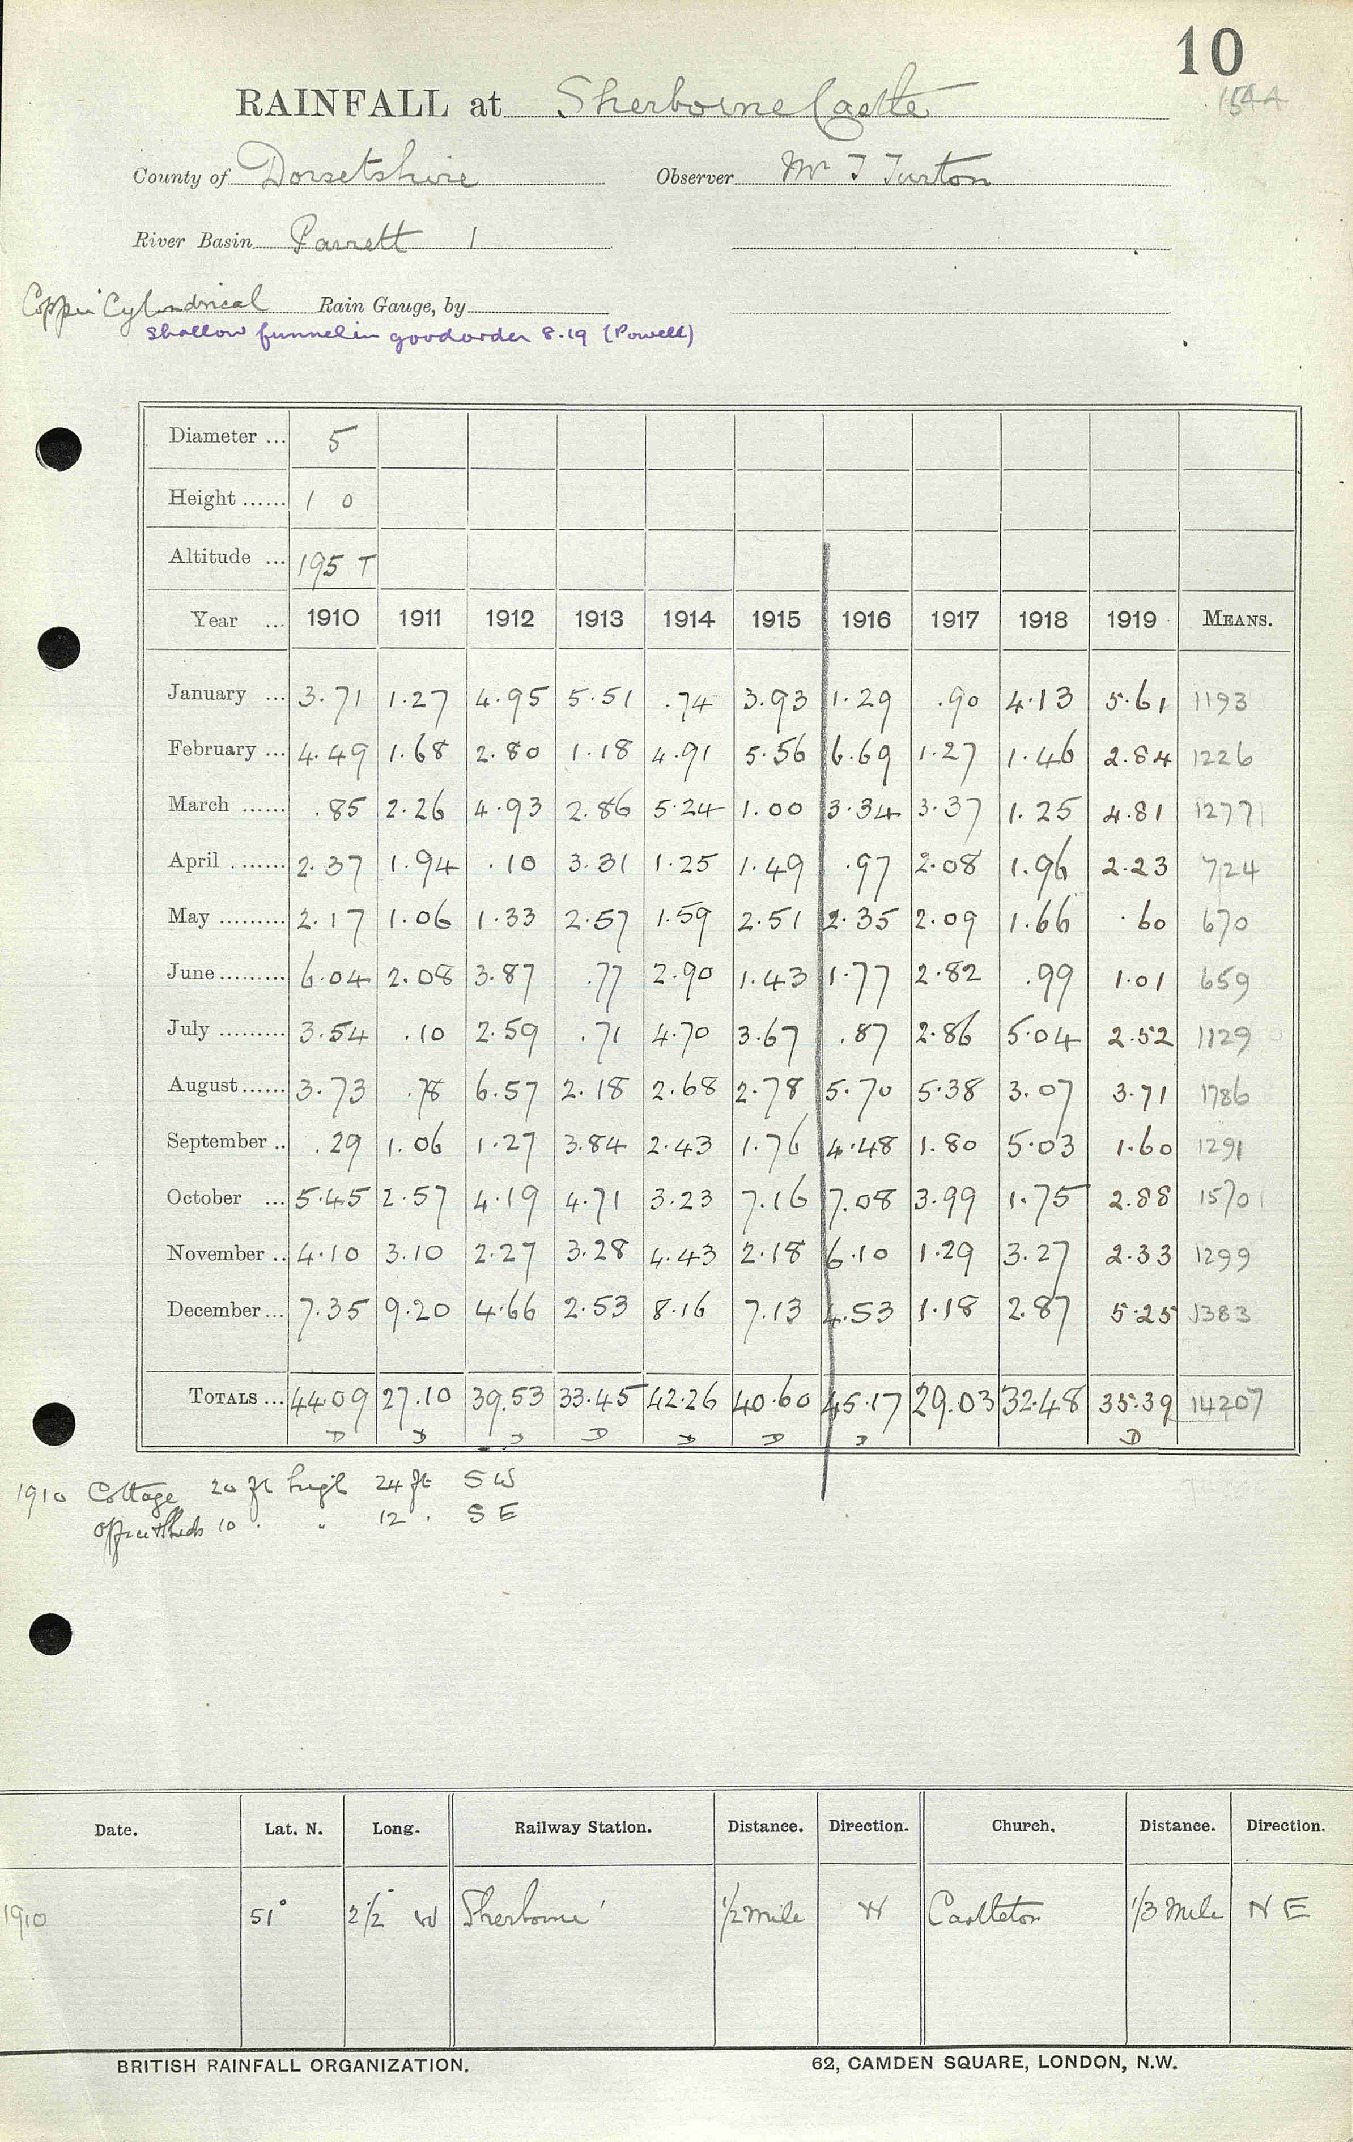 10
RAINFALL at Sherborne Castle 154A
County of Dorsetshire Observer Mr T Turton
River Basin Parrett 1
Copper Cylindrical Rain Gauge, by
Shallow funnel in good order 8.19 (Powell)
Diameter ... 5
Height ...... 1 0
Altitude ... 195 T
Year ... 1910 1911 1912 1913 1914 1915 1916 1917 1918 1919 MEANS.
January ... 3.71 1.27 4.95 5.51 .74 3.93 1.29 .90 4.13 5.61 1193
February ... 4.49 1.68 2.80 1.18 4.91 5.56 6.69 1.27 1.46 2.84 1226
March ...... .85 2.26 4.93 2.86 5.24 1.00 3.34 3.37 1.25 4.81 1277
April ....... 2.37 1.94 .10 3.31 1.25 1.49 .97 2.08 1.96 2.23 724
May ......... 2.17 1.06 1.33 2.57 1.59 2.51 2.35 2.09 1.66 .60 670
June ......... 6.04 2.08 3.87 .77 2.90 1.43 1.77 2.82 .99 1.01 659
July ......... 3.54 .10 2.59 .71 4.70 3.67 .87 2.86 5.04 2.52 1129
August ...... 3.73 .78 6.57 2.18 2.68 2.78 5.70 5.38 3.07 3.71 1786
September .. .29 1.06 1.27 3.84 2.43 1.76 4.48 1.80 5.03 1.60 1291
October ... 5.45 2.57 4.19 4.71 3.23 7.16 7.08 3.99 1.75 2.88 1570
November .. 4.10 3.10 2.27 3.28 4.43 2.18 6.10 1.29 3.27 2.33 1299
December ... 7.35 9.20 4.66 2.53 8.16 7.13 4.53 1.18 2.87 5.25 1383
TOTALS ... 44.09 27.10 39.53 33.45 42.26 40.60 45.17 29.03 32.48 35.39 14207
D D D D D D D D
1910 Cottage 20 ft high 24 ft SW
Office & Sheds 10 " " 12 " SE
Date. Lat. N. Long. Railway Station. Distance. Direction. Church. Distance. Direction.
1910 51° 2½° W Sherborne ½ mile W Castleton 1/3 Mile NE
BRITISH RAINFALL ORGANIZATION. 62, CAMDEN SQUARE, LONDON, N.W.